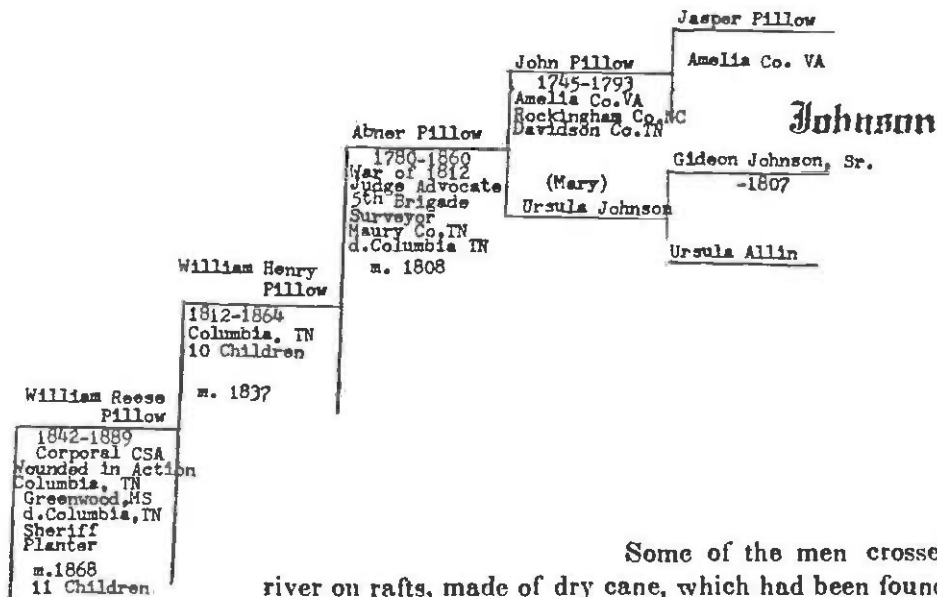 Jasper Pillow
Amelia Co. VA
John Pillow
1745-1793
Amelia Co.VA
Rockingham Co.NC
Davidson Co.TN
Johnson
Gideon Johnson, Sr.
-1807
(Mary)
Ursula Johnson
Ursula Allin
Abner Pillow
1780-1860
War of 1812
Judge Advocate
5th Brigade
Surveyor
Maury Co.TN
d.Columbia TN
m. 1808
William Henry
Pillow
1812-1864
Columbia, TN
10 Children
m. 1837
William Reese
Pillow
1842-1889
Corporal CSA
Wounded in Action
Columbia, TN
Greenwood,MS
d.Columbia,TN
Sheriff
Planter
m.1868
11 Children
Some of the men crosse
river on rafts, made of dry cane, which had been found